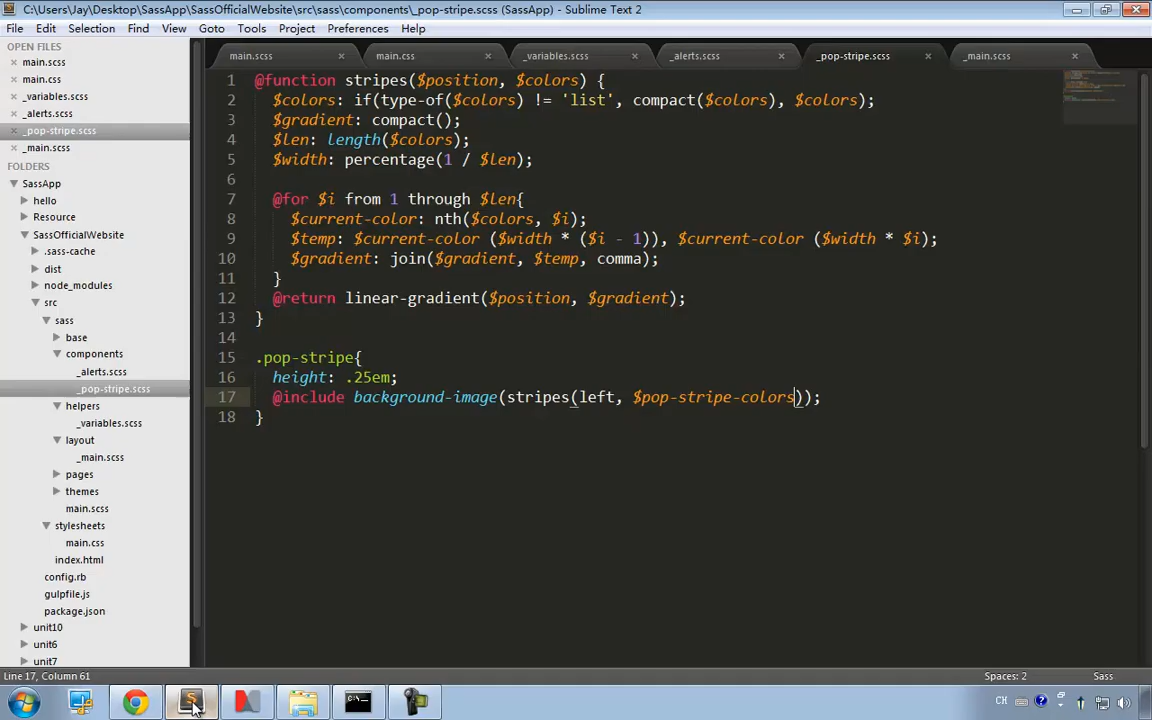 C:\Users\Jay\Desktop\SassApp\SassOfficialWebsite\src\sass\components\_pop-stripe.scss (SassApp) - Sublime Text 2
File Edit Selection Find View Goto Tools Project Preferences Help
OPEN FILES
main.scss
main.css
_variables.scss
_alerts.scss
_pop-stripe.scss
_main.scss
FOLDERS
SassApp
hello
Resource
SassOfficialWebsite
.sass-cache
dist
node_modules
src
sass
base
components
_alerts.scss
_pop-stripe.scss
helpers
_variables.scss
layout
_main.scss
pages
themes
main.scss
stylesheets
main.css
index.html
config.rb
gulpfile.js
package.json
unit10
unit6
unit7
main.scss main.css _variables.scss _alerts.scss _pop-stripe.scss _main.scss
1 @function stripes($position, $colors) {
2 $colors: if(type-of($colors) != 'list', compact($colors), $colors);
3 $gradient: compact();
4 $len: length($colors);
5 $width: percentage(1 / $len);
6
7 @for $i from 1 through $len{
8 $current-color: nth($colors, $i);
9 $temp: $current-color ($width * ($i - 1)), $current-color ($width * $i);
10 $gradient: join($gradient, $temp, comma);
11 }
12 @return linear-gradient($position, $gradient);
13 }
14
15 .pop-stripe{
16 height: .25em;
17 @include background-image(stripes(left, $pop-stripe-colors));
18 }
Line 17, Column 61 Spaces: 2 Sass
CH